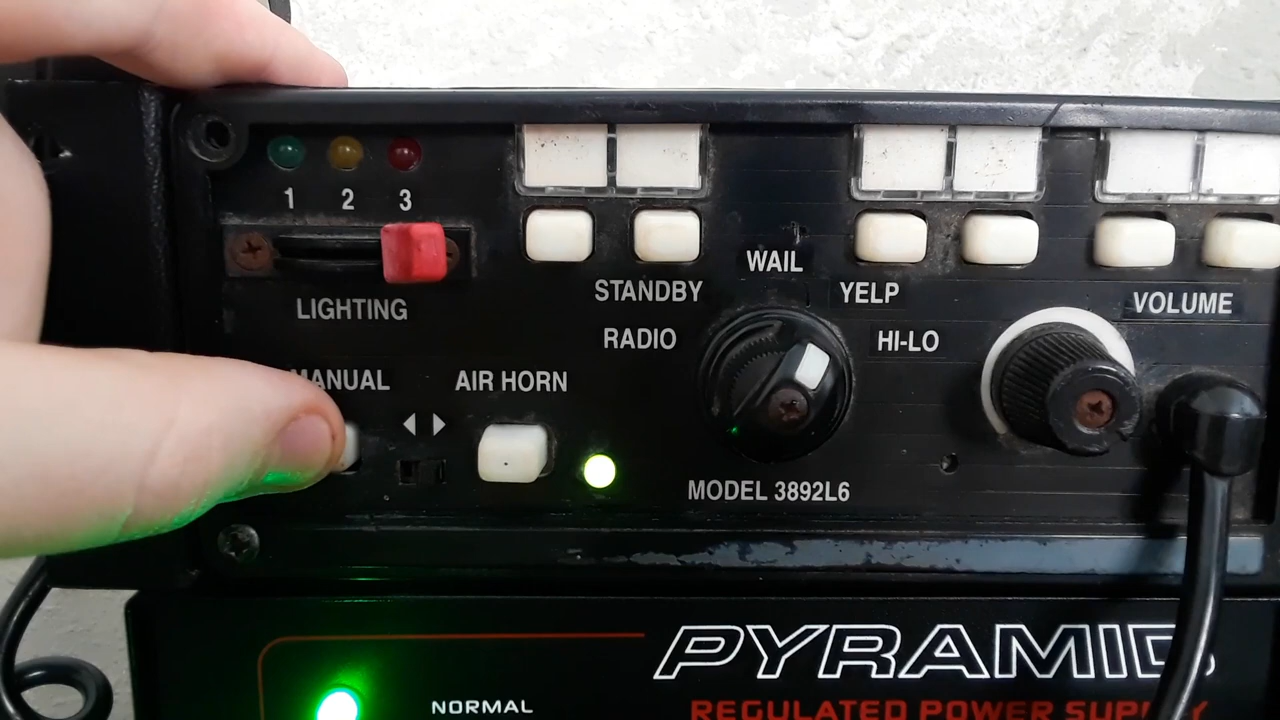 1 2 3
LIGHTING
WAIL
STANDBY
YELP
VOLUME
RADIO
HI-LO
MANUAL
AIR HORN
MODEL 3892L6
PYRAMID
NORMAL
REGULATED POWER SUPPLY